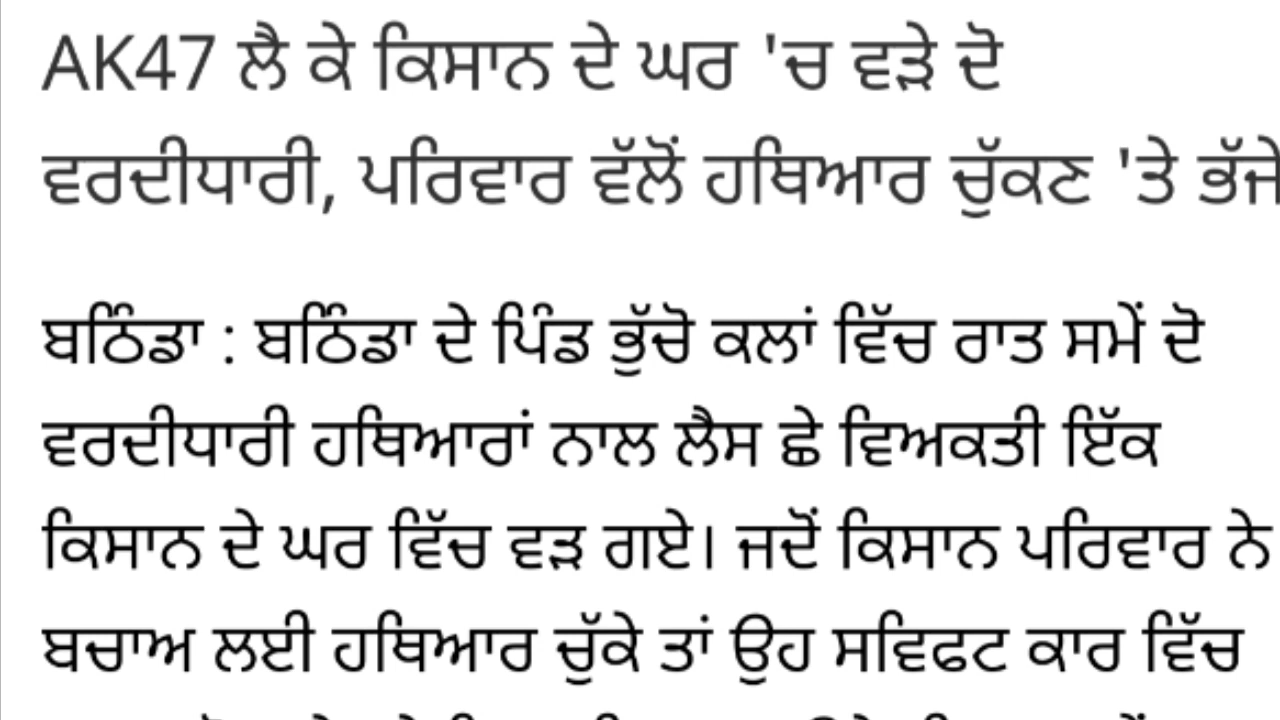 AK47 ਲੈ ਕੇ ਕਿਸਾਨ ਦੇ ਘਰ 'ਚ ਵੜੇ ਦੋ
ਵਰਦੀਧਾਰੀ, ਪਰਿਵਾਰ ਵੱਲੋਂ ਹਥਿਆਰ ਚੁੱਕਣ 'ਤੇ ਭੱਜੇ
ਬਠਿੰਡਾ : ਬਠਿੰਡਾ ਦੇ ਪਿੰਡ ਭੁੱਚੋ ਕਲਾਂ ਵਿੱਚ ਰਾਤ ਸਮੇਂ ਦੋ
ਵਰਦੀਧਾਰੀ ਹਥਿਆਰਾਂ ਨਾਲ ਲੈਸ ਛੇ ਵਿਅਕਤੀ ਇੱਕ
ਕਿਸਾਨ ਦੇ ਘਰ ਵਿੱਚ ਵੜ ਗਏ। ਜਦੋਂ ਕਿਸਾਨ ਪਰਿਵਾਰ ਨੇ
ਬਚਾਅ ਲਈ ਹਥਿਆਰ ਚੁੱਕੇ ਤਾਂ ਉਹ ਸਵਿਫਟ ਕਾਰ ਵਿੱਚ